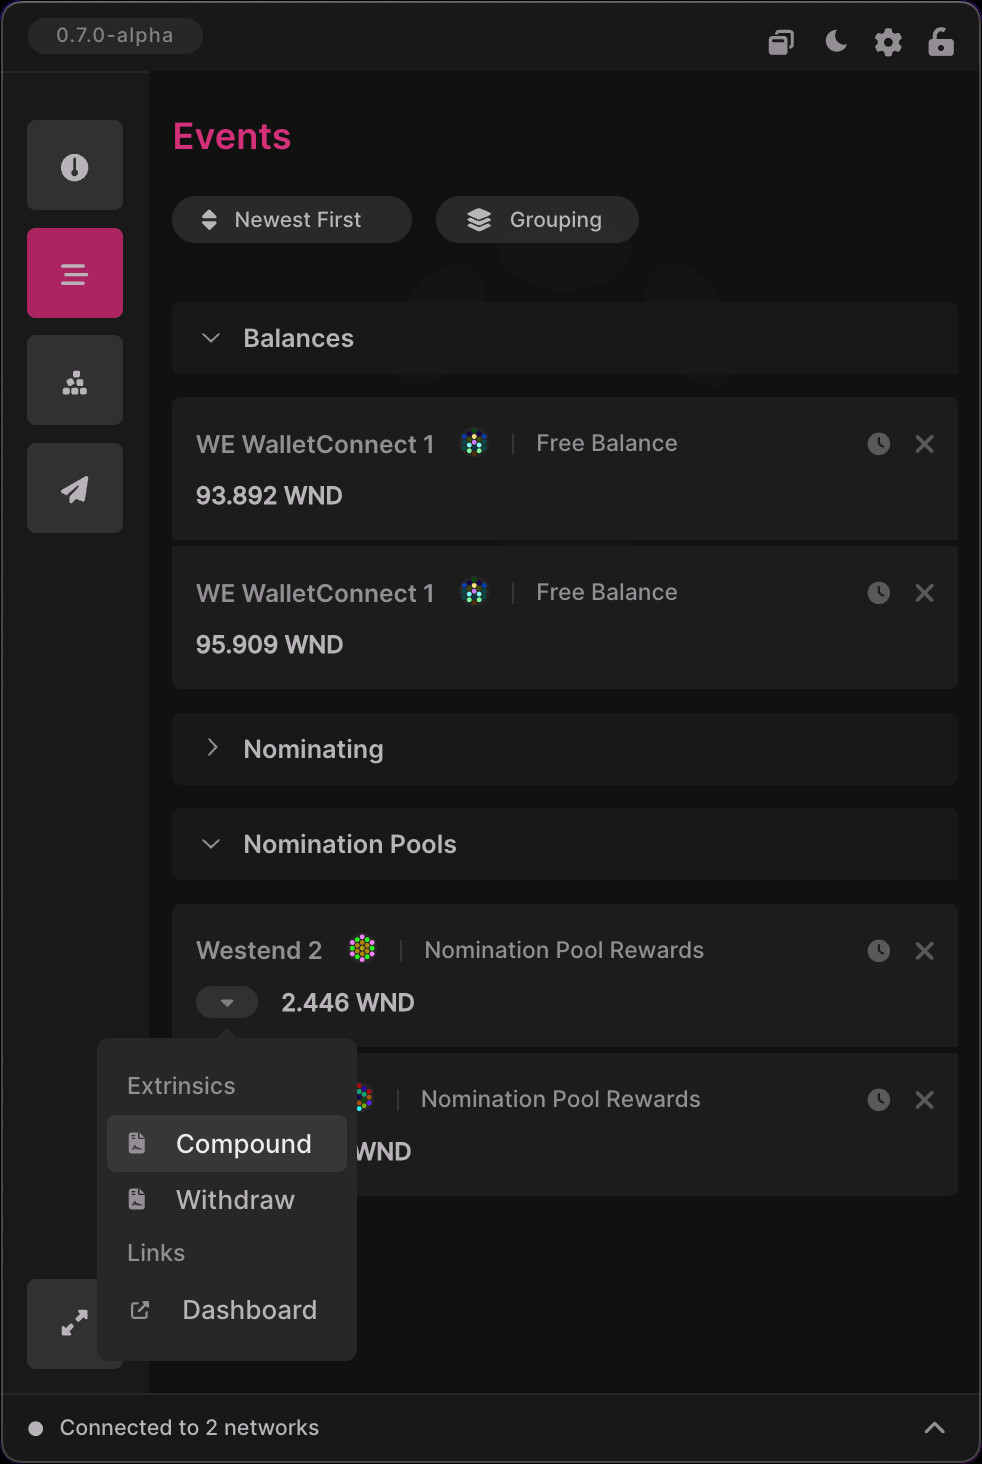 0.7.0-alpha
Events
Newest First
Grouping
Balances
WE WalletConnect 1 | Free Balance
93.892 WND
WE WalletConnect 1 | Free Balance
95.909 WND
Nominating
Nomination Pools
Westend 2 | Nomination Pool Rewards
2.446 WND
Extrinsics
Compound
Withdraw
Links
Dashboard
| Nomination Pool Rewards
WND
Connected to 2 networks